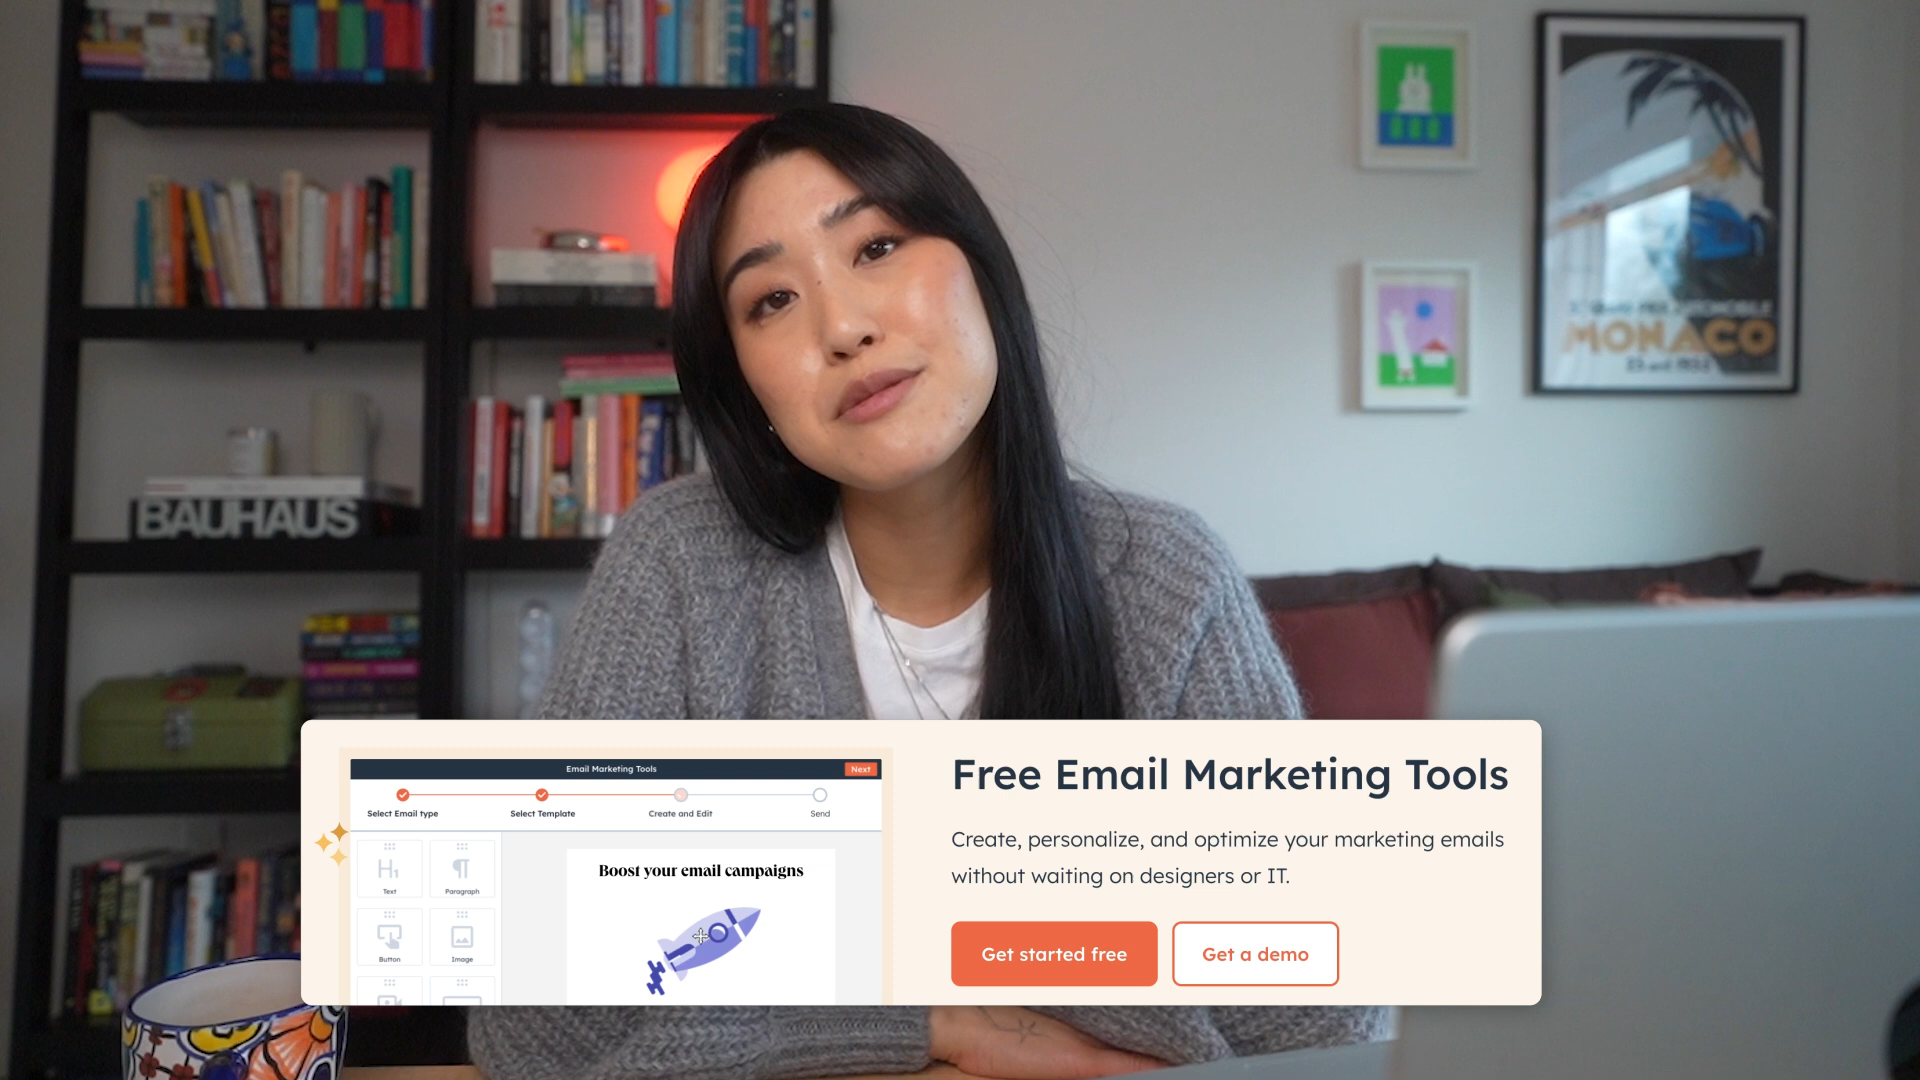 MONACO
BAUHAUS
Email Marketing Tools
Next
Select Email type
Select Template
Create and Edit
Send
H1
Text
Paragraph
Button
Image
Boost your email campaigns
Free Email Marketing Tools
Create, personalize, and optimize your marketing emails
without waiting on designers or IT.
Get started free
Get a demo